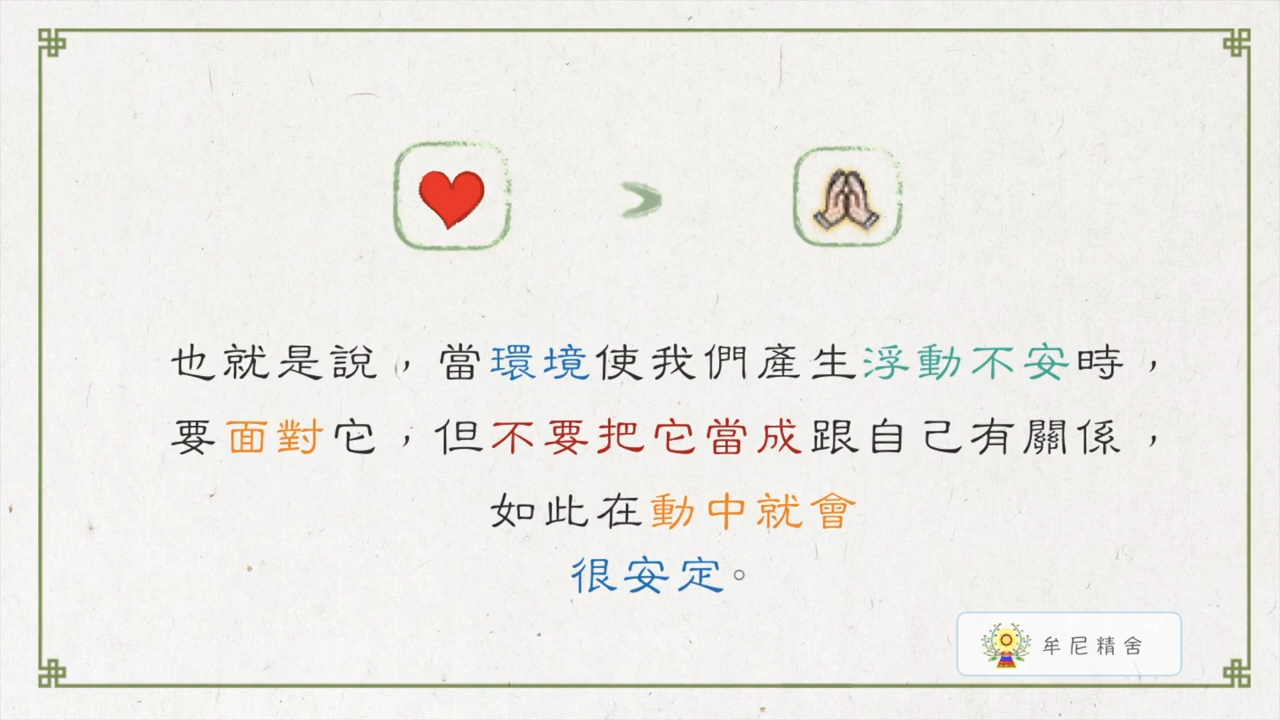 也就是說，當環境使我們產生浮動不安時，
要面對它，但不要把它當成跟自己有關係，
如此在動中就會
很安定。
牟尼精舍